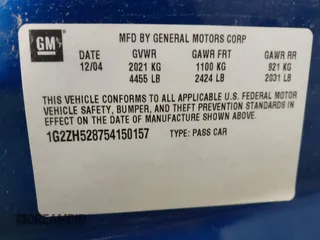 GM
MFD BY GENERAL MOTORS CORP
DATE GVWR GAWR FRT GAWR RR
12/04 2021 KG 1100 KG 921 KG
4455 LB 2424 LB 2031 LB
THIS VEHICLE CONFORMS TO ALL APPLICABLE U.S. FEDERAL MOTOR
VEHICLE SAFETY, BUMPER, AND THEFT PREVENTION STANDARDS
IN EFFECT ON THE DATE OF MANUFACTURE SHOWN ABOVE.
1G2ZH528754150157 TYPE: PASS CAR